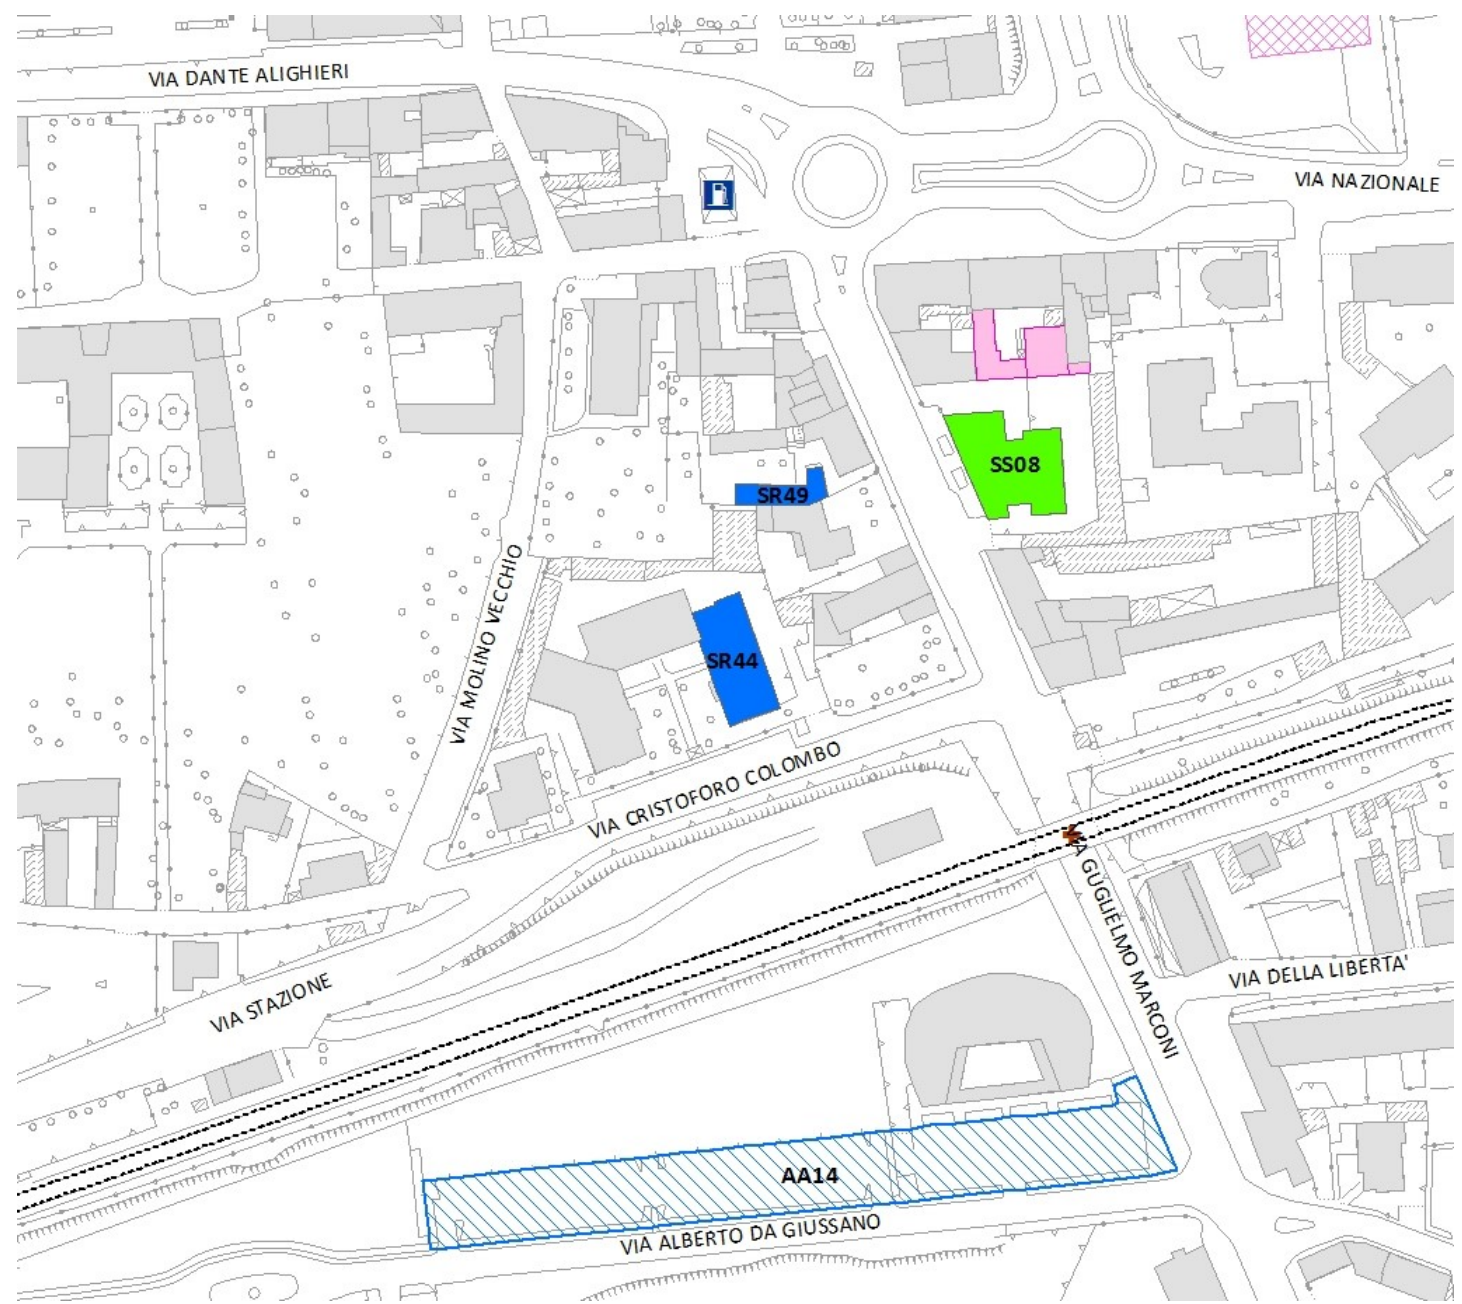 VIA DANTE ALIGHIERI
VIA NAZIONALE
SS08
SR49
VIA MOLINO VECCHIO
SR44
VIA CRISTOFORO COLOMBO
VIA GUGLIELMO MARCONI
VIA DELLA LIBERTA'
VIA STAZIONE
AA14
VIA ALBERTO DA GIUSSANO